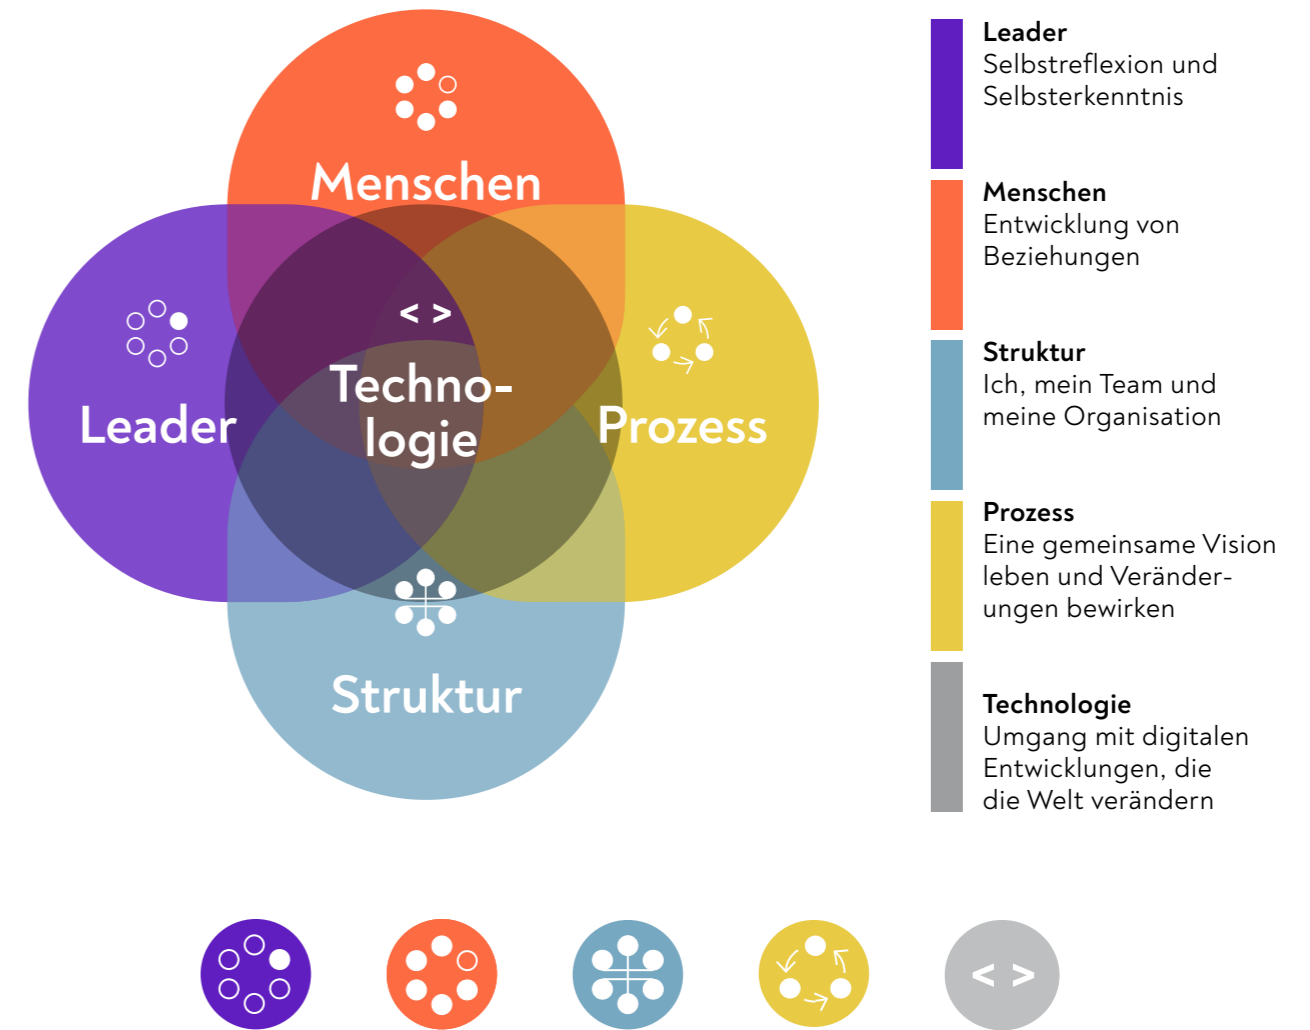 Menschen
< >
Techno-
logie
Leader
Prozess
Struktur
Leader
Selbstreflexion und
Selbsterkenntnis
Menschen
Entwicklung von
Beziehungen
Struktur
Ich, mein Team und
meine Organisation
Prozess
Eine gemeinsame Vision
leben und Veränder-
ungen bewirken
Technologie
Umgang mit digitalen
Entwicklungen, die
die Welt verändern
< >